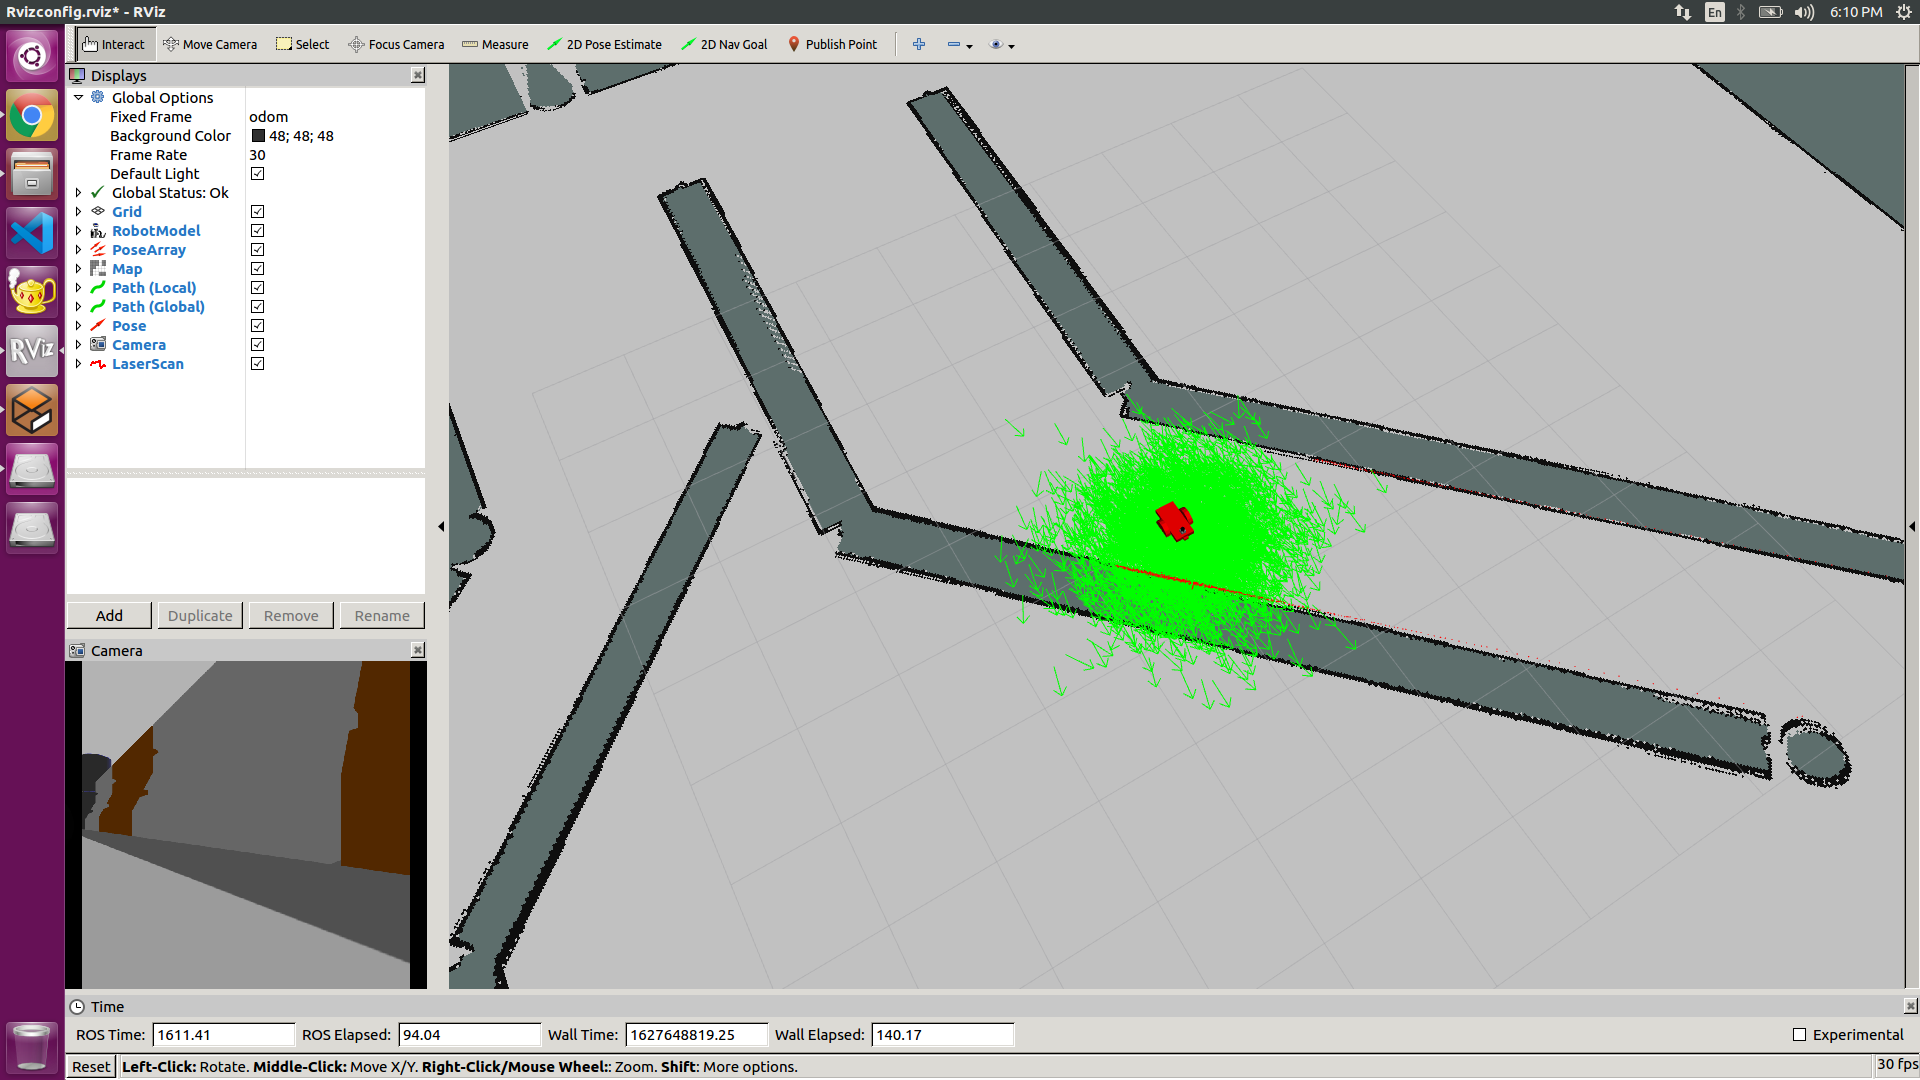 Rvizconfig.rviz* - RViz
En
6:10 PM
Interact
Move Camera
Select
Focus Camera
Measure
2D Pose Estimate
2D Nav Goal
Publish Point
Displays
Global Options
Fixed Frame odom
Background Color 48; 48; 48
Frame Rate 30
Default Light
Global Status: Ok
Grid
RobotModel
PoseArray
Map
Path (Local)
Path (Global)
Pose
Camera
LaserScan
RViz
Add Duplicate Remove Rename
Camera
Time
ROS Time: 1611.41 ROS Elapsed: 94.04 Wall Time: 1627648819.25 Wall Elapsed: 140.17 Experimental
Reset Left-Click: Rotate. Middle-Click: Move X/Y. Right-Click/Mouse Wheel:: Zoom. Shift: More options. 30 fps